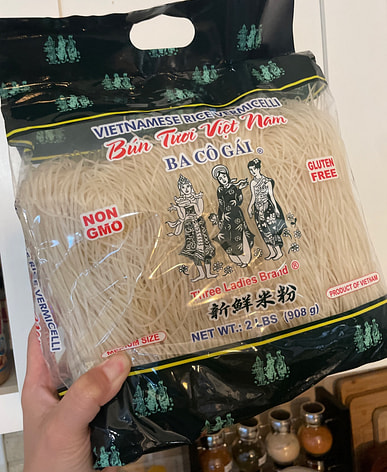 VIETNAMESE RICE VERMICELLI
Bún Tươi Việt Nam
BA CÔ GÁI ®
GLUTEN
FREE
NON
GMO
Three Ladies Brand ®
新鮮米粉
NET WT.: 2 LBS (908 g)
PRODUCT OF VIETNAM
SIZE
RICE VERMICELLI